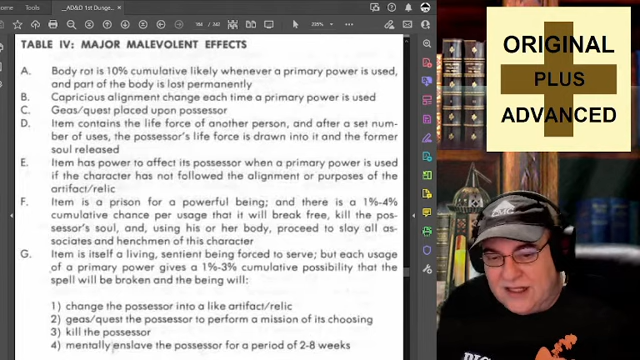 _AD&D 1st Dunge...
194
242
235%
TABLE IV: MAJOR MALEVOLENT EFFECTS
A. Body rot is 10% cumulative likely whenever a primary power is used,
and part of the body is lost permanently
B. Capricious alignment change each time a primary power is used
C. Geas/quest placed upon possessor
D. Item contains the life force of another person, and after a set num-
ber of uses, the possessor's life force is drawn into it and the former
soul released
E. Item has power to affect its possessor when a primary power is used
if the character has not followed the alignment or purposes of the
artifact/relic
F. Item is a prison for a powerful being; and there is a 1%-4%
cumulative chance per usage that it will break free, kill the pos-
sessor's soul, and, using his or her body, proceed to slay all as-
sociates and henchmen of this character
G. Item is itself a living, sentient being forced to serve; but each usage
of a primary power gives a 1%-3% cumulative possibility that the
spell will be broken and the being will:
1) change the possessor into a like artifact/relic
2) geas/quest the possessor to perform a mission of its choosing
3) kill the possessor
4) mentally enslave the possessor for a period of 2-8 weeks
ORIGINAL
PLUS
ADVANCED